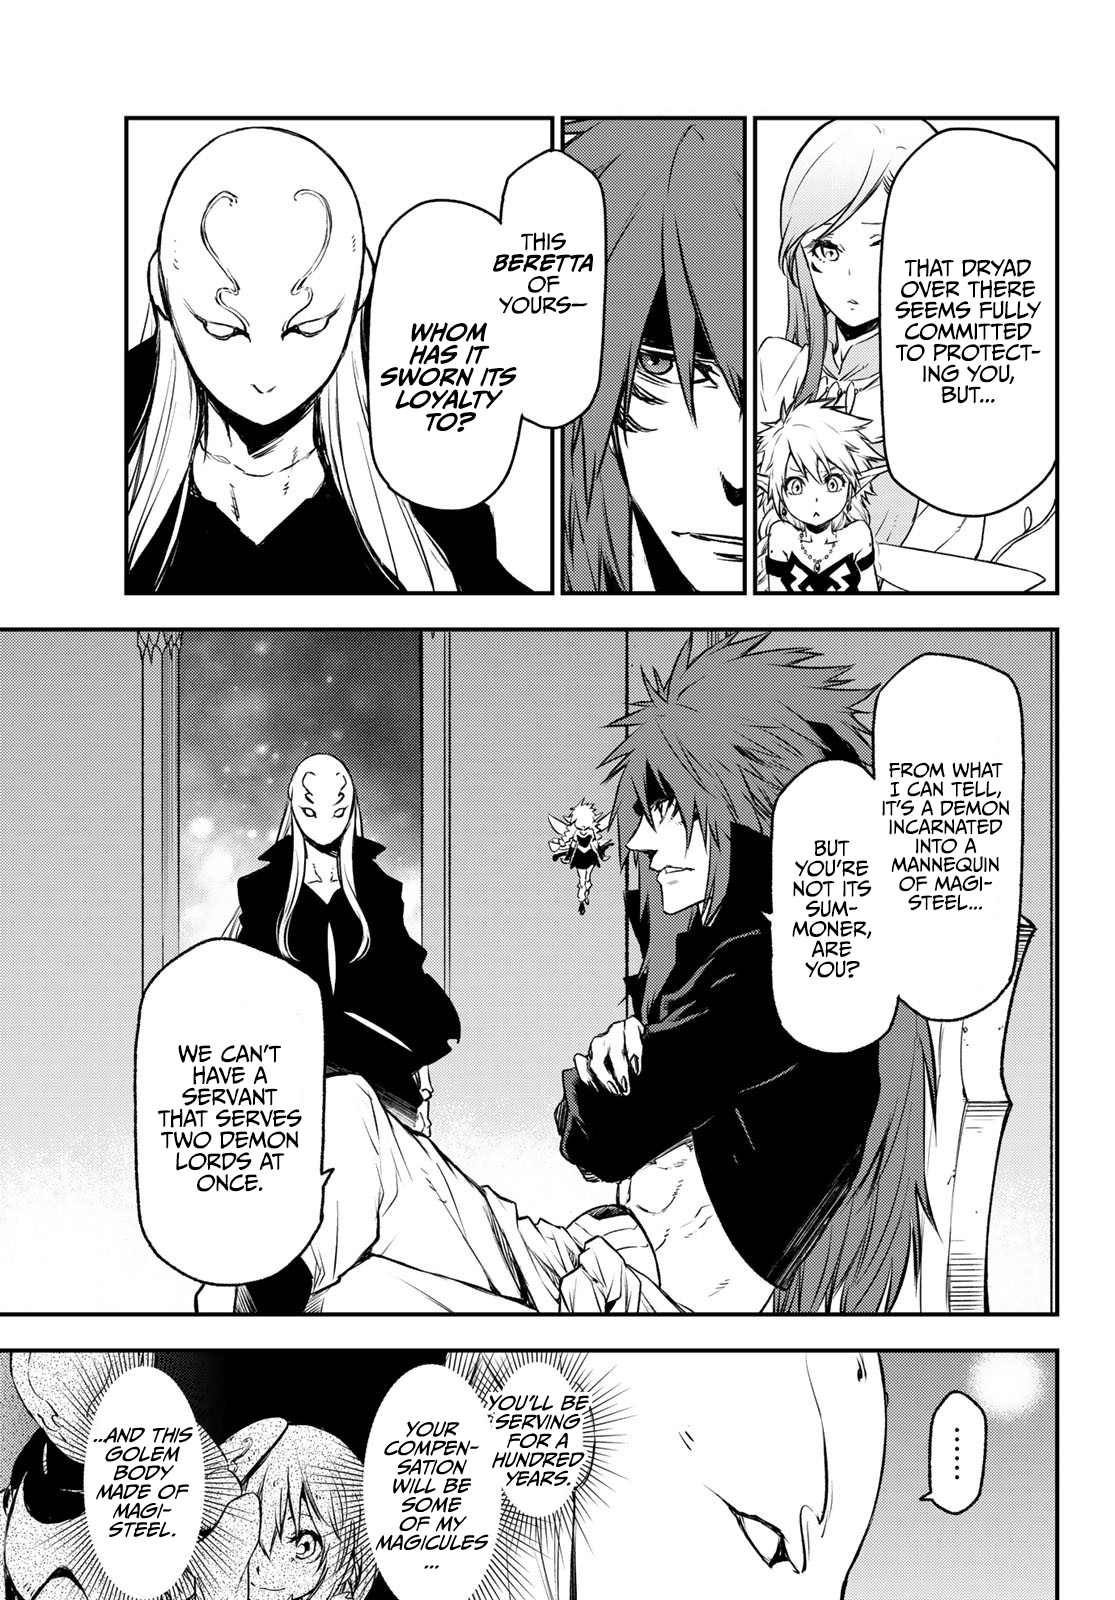 THAT DRYAD
OVER THERE
SEEMS FULLY
COMMITTED
TO PROTECT-
ING YOU,
BUT...
THIS
BERETTA
OF
YOURS—
WHOM
HAS IT
SWORN ITS
LOYALTY
TO?
FROM WHAT
I CAN TELL,
IT'S A DEMON
INCARNATED
INTO A
MANNEQUIN
OF MAGI-
STEEL...
BUT
YOU'RE
NOT ITS
SUM-
MONER,
ARE
YOU?
WE CAN'T
HAVE A
SERVANT
THAT SERVES
TWO DEMON
LORDS AT
ONCE.
......
YOU'LL BE
SERVING
FOR A
HUNDRED
YEARS.
YOUR
COMPEN-
SATION
WILL BE
SOME
OF MY
MAGICULES
...
...AND THIS
GOLEM
BODY
MADE OF
MAGI-
STEEL.